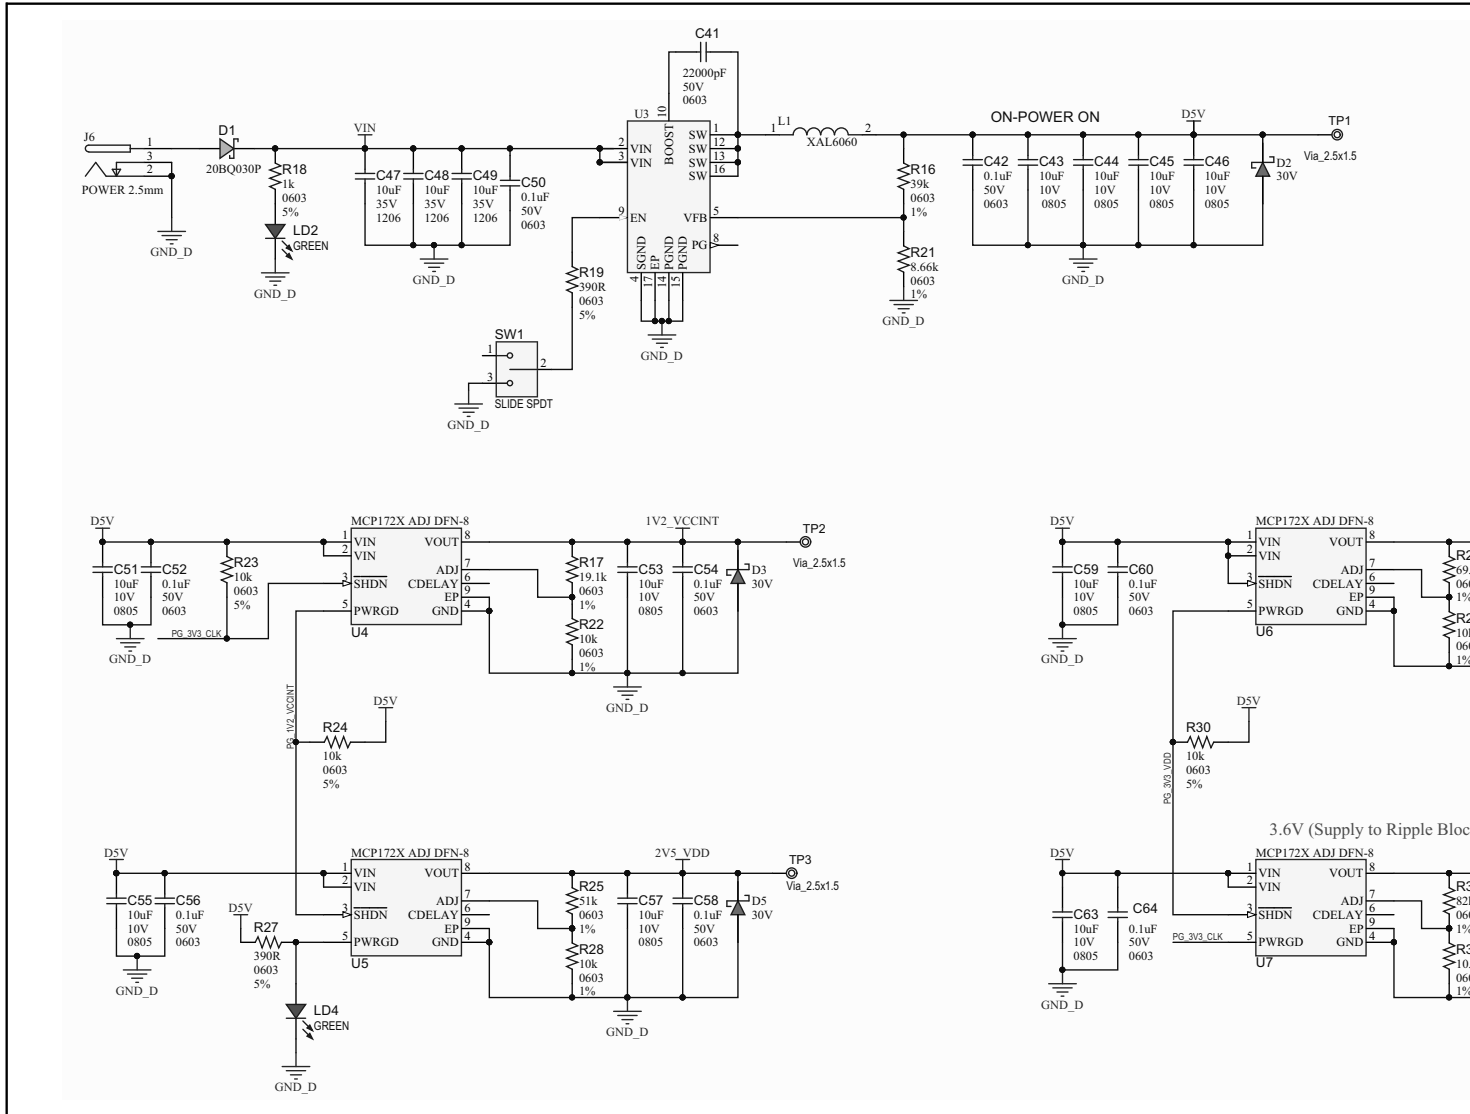 C41
22000pF
50V
0603
U3
10
BOOST
2
VIN
3
VIN
9
EN
SW
1
SW
12
SW
13
SW
16
VFB
5
PG
8
SGND
EP
PGND
PGND
4
17
14
15
GND_D
J6
1
3
2
POWER 2.5mm
GND_D
D1
20BQ030P
R18
1k
0603
5%
LD2
GREEN
GND_D
VIN
C47
10uF
35V
1206
C48
10uF
35V
1206
C49
10uF
35V
1206
C50
0.1uF
50V
0603
GND_D
R19
390R
0603
5%
SW1
1
2
3
SLIDE SPDT
GND_D
L1
1
2
XAL6060
R16
39k
0603
1%
R21
8.66k
0603
1%
GND_D
ON-POWER ON
C42
0.1uF
50V
0603
C43
10uF
10V
0805
C44
10uF
10V
0805
C45
10uF
10V
0805
C46
10uF
10V
0805
GND_D
D5V
D2
30V
TP1
Via_2.5x1.5
D5V
C51
10uF
10V
0805
C52
0.1uF
50V
0603
GND_D
R23
10k
0603
5%
PG_3V3_CLK
MCP172X ADJ DFN-8
1
VIN
2
VIN
3
SHDN
5
PWRGD
VOUT
8
ADJ
7
CDELAY
6
EP
9
GND
4
U4
R17
19.1k
0603
1%
R22
10k
0603
1%
C53
10uF
10V
0805
1V2_VCCINT
C54
0.1uF
50V
0603
D3
30V
TP2
Via_2.5x1.5
GND_D
PG_1V2_VCCINT
R24
10k
0603
5%
D5V
D5V
C55
10uF
10V
0805
C56
0.1uF
50V
0603
GND_D
D5V
R27
390R
0603
5%
LD4
GREEN
GND_D
MCP172X ADJ DFN-8
1
VIN
2
VIN
3
SHDN
5
PWRGD
VOUT
8
ADJ
7
CDELAY
6
EP
9
GND
4
U5
R25
51k
0603
1%
R28
10k
0603
1%
C57
10uF
10V
0805
2V5_VDD
C58
0.1uF
50V
0603
D5
30V
TP3
Via_2.5x1.5
GND_D
D5V
C59
10uF
10V
0805
C60
0.1uF
50V
0603
GND_D
MCP172X ADJ DFN-8
1
VIN
2
VIN
3
SHDN
5
PWRGD
VOUT
8
ADJ
7
CDELAY
6
EP
9
GND
4
U6
1%
1%
PG_3V3_VDD
R30
10k
0603
5%
D5V
3.6V (Supply to Ripple
D5V
C63
10uF
10V
0805
C64
0.1uF
50V
0603
GND_D
PG_3V3_CLK
MCP172X ADJ DFN-8
1
VIN
2
VIN
3
SHDN
5
PWRGD
VOUT
8
ADJ
7
CDELAY
6
EP
9
GND
4
U7
1%
1%